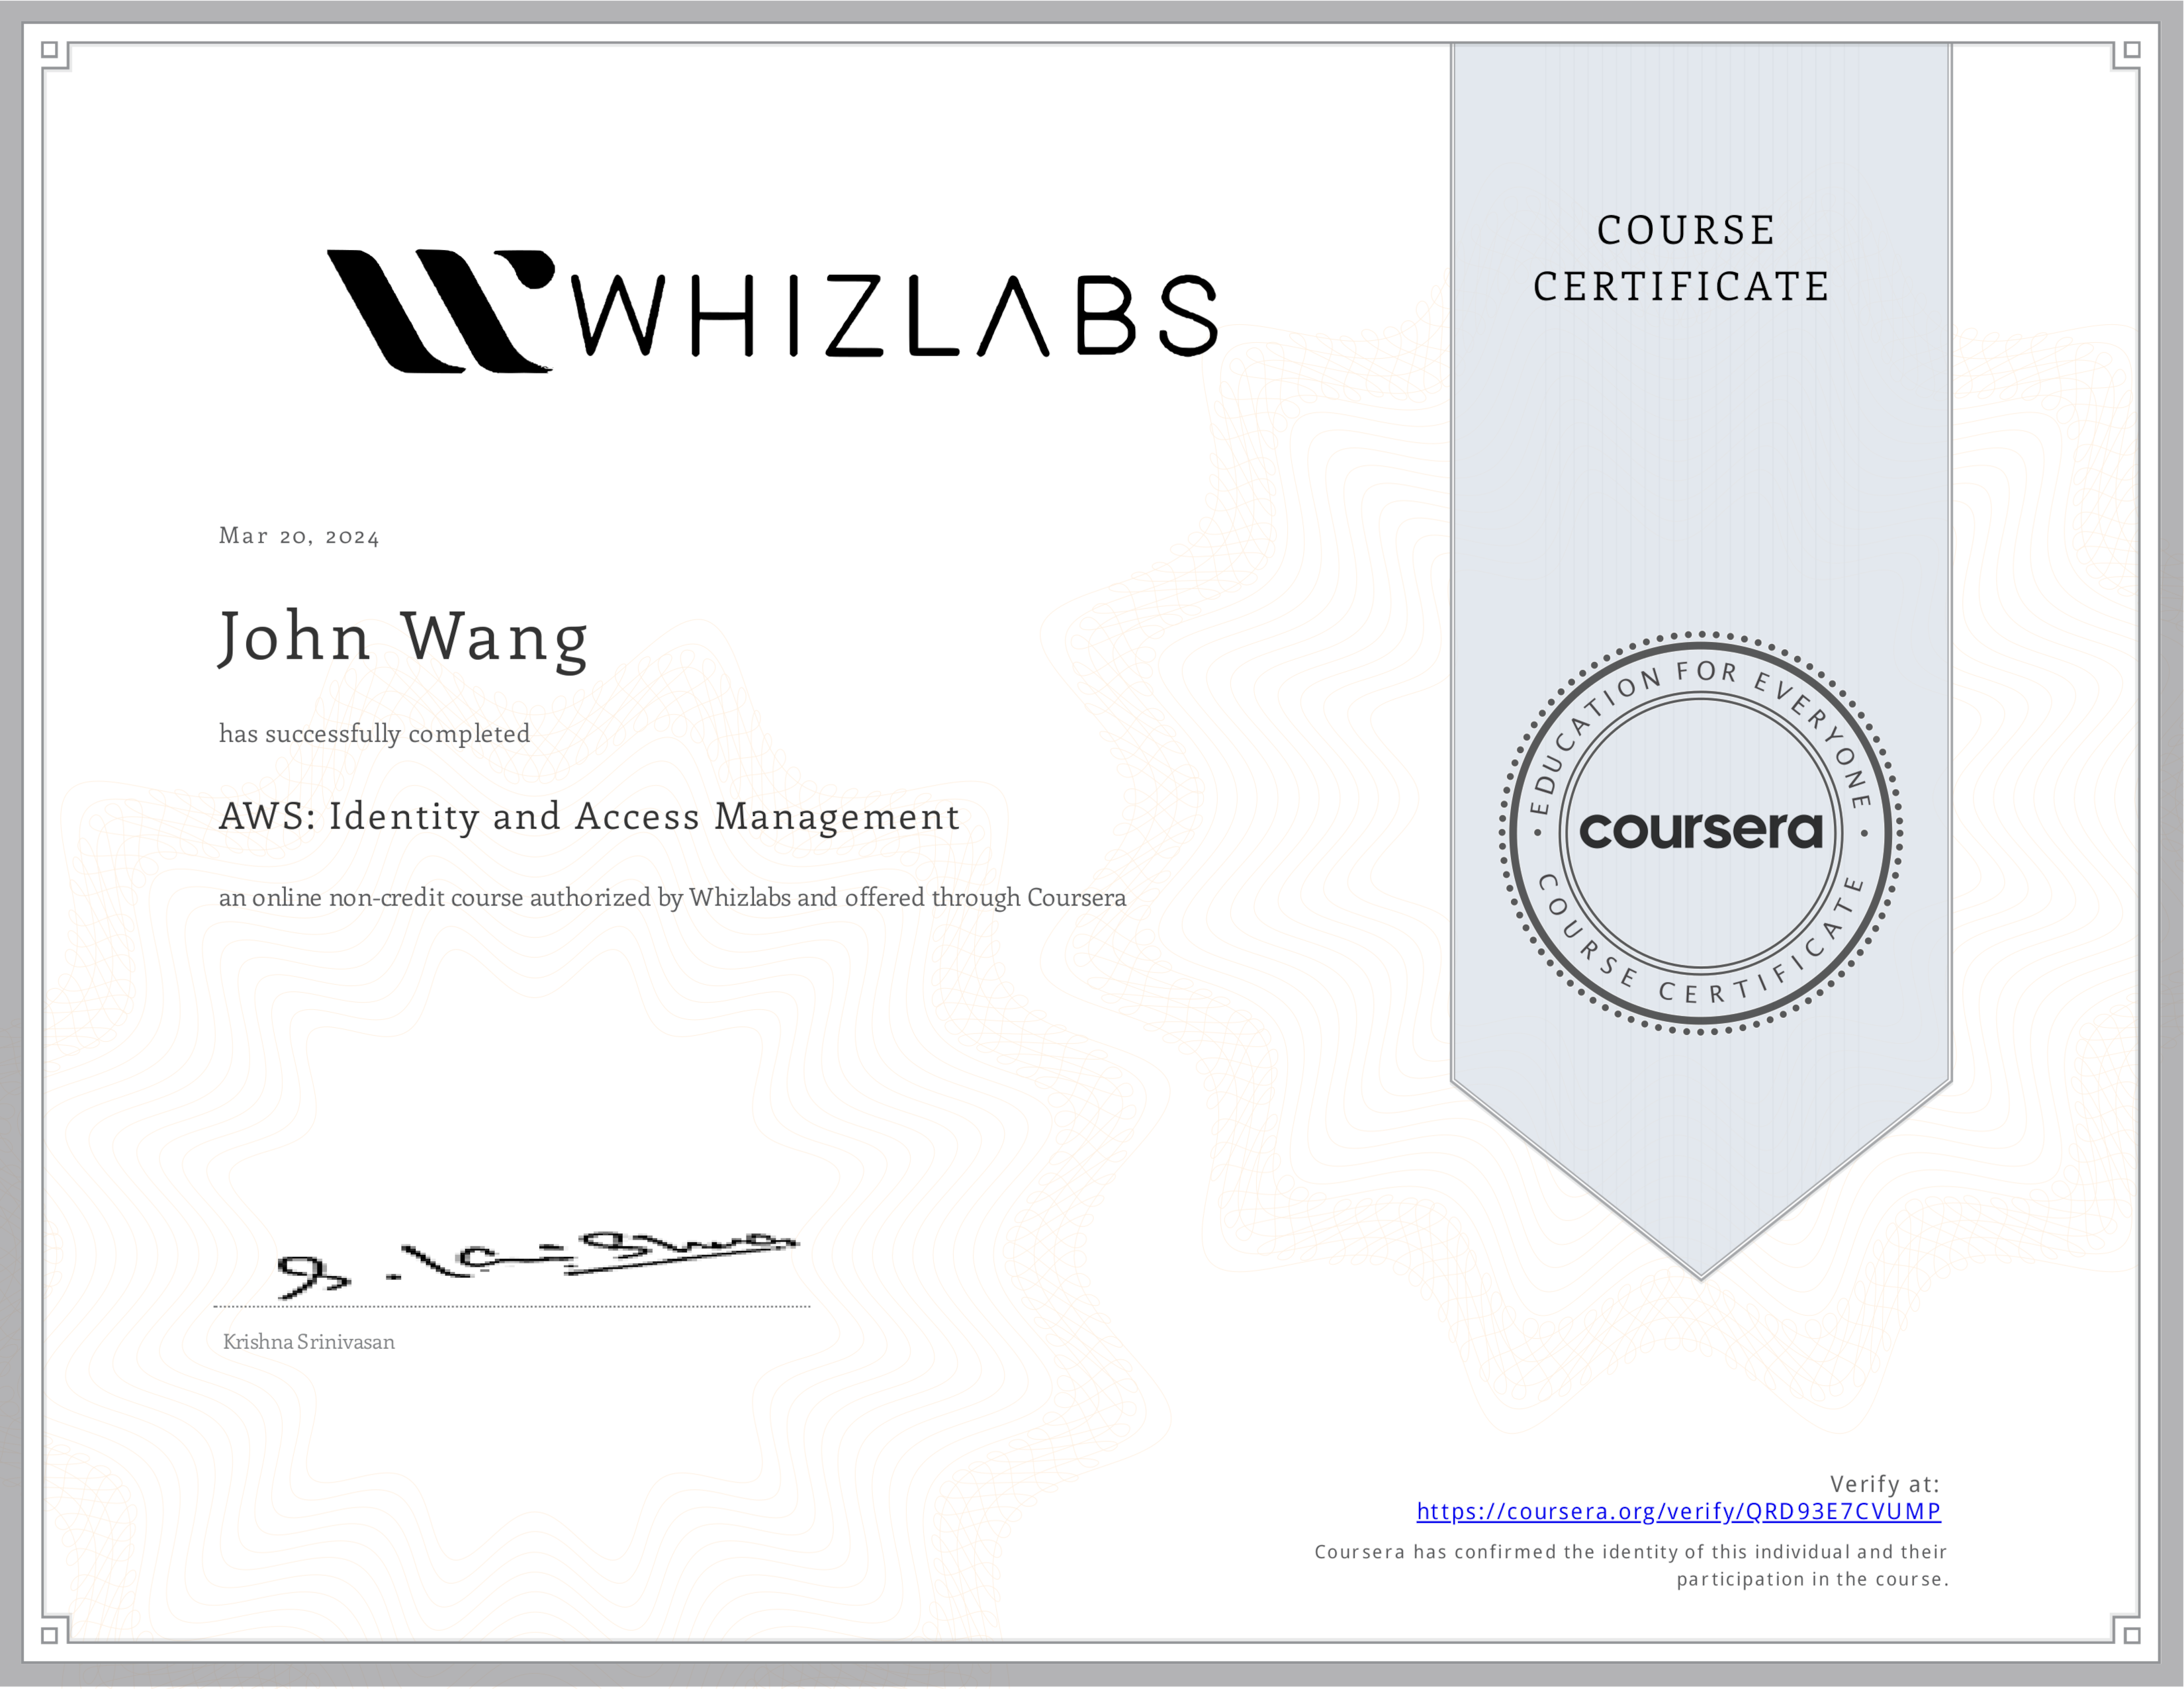 WHIZLABS
COURSE
CERTIFICATE
Mar 20, 2024
John Wang
has successfully completed
AWS: Identity and Access Management
an online non-credit course authorized by Whizlabs and offered through Coursera
EDUCATION FOR EVERYONE
coursera
COURSE CERTIFICATE
Krishna Srinivasan
Verify at:
https://coursera.org/verify/QRD93E7CVUMP
Coursera has confirmed the identity of this individual and their
participation in the course.